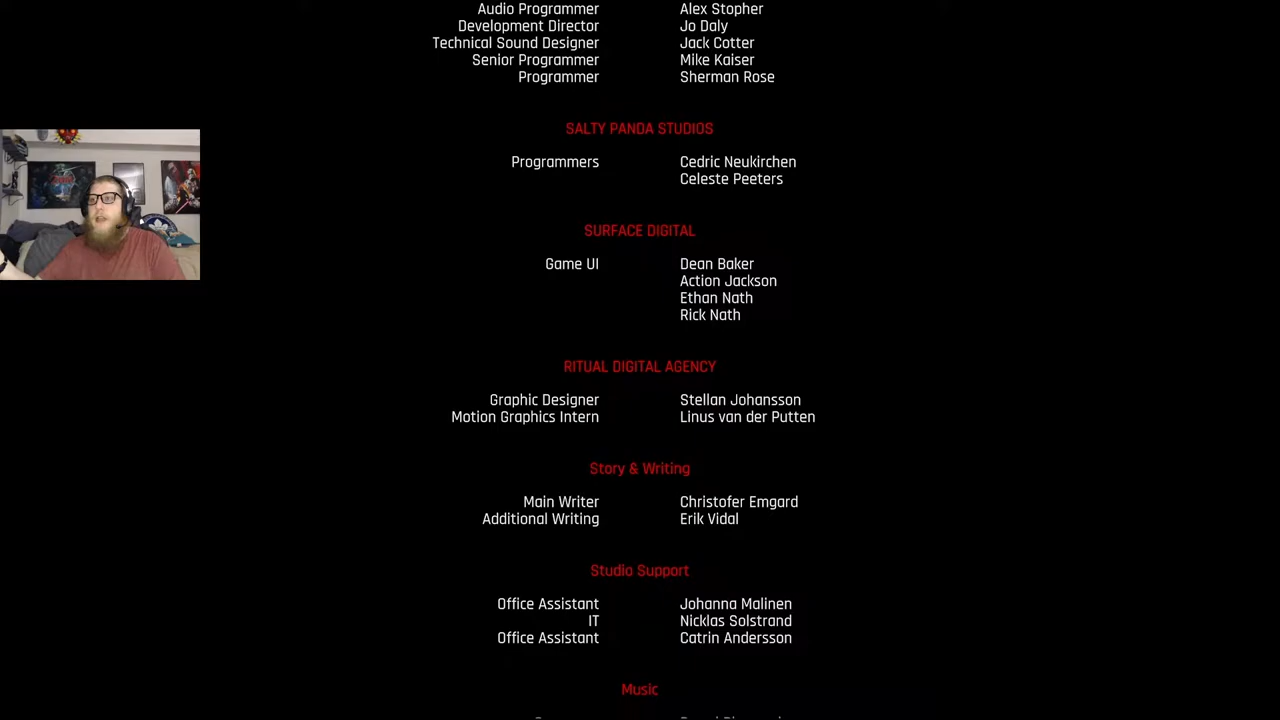 Audio Programmer Alex Stopher
Development Director Jo Daly
Technical Sound Designer Jack Cotter
Senior Programmer Mike Kaiser
Programmer Sherman Rose
SALTY PANDA STUDIOS
Programmers Cedric Neukirchen
Celeste Peeters
SURFACE DIGITAL
Game UI Dean Baker
Action Jackson
Ethan Nath
Rick Nath
RITUAL DIGITAL AGENCY
Graphic Designer Stellan Johansson
Motion Graphics Intern Linus van der Putten
Story & Writing
Main Writer Christofer Emgard
Additional Writing Erik Vidal
Studio Support
Office Assistant Johanna Malinen
IT Nicklas Solstrand
Office Assistant Catrin Andersson
Music